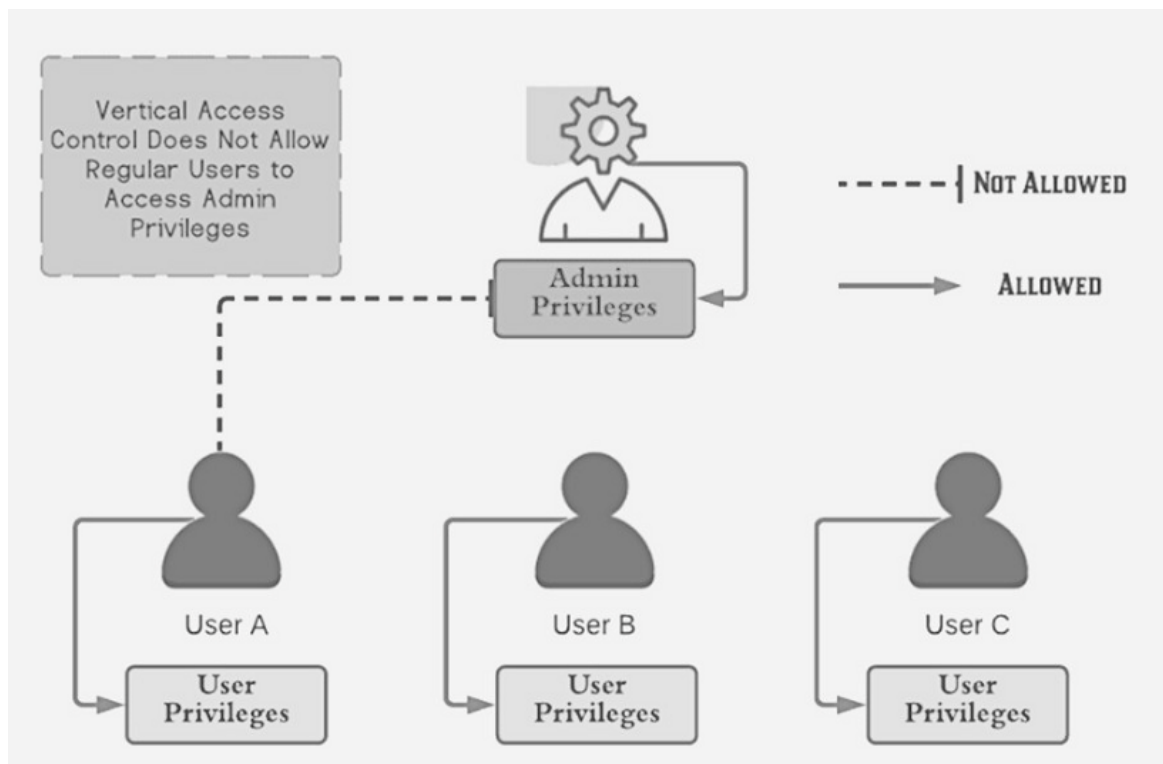 Vertical Access
Control Does Not Allow
Regular Users to
Access Admin
Privileges
NOT ALLOWED
ALLOWED
Admin
Privileges
User A
User B
User C
User
Privileges
User
Privileges
User
Privileges